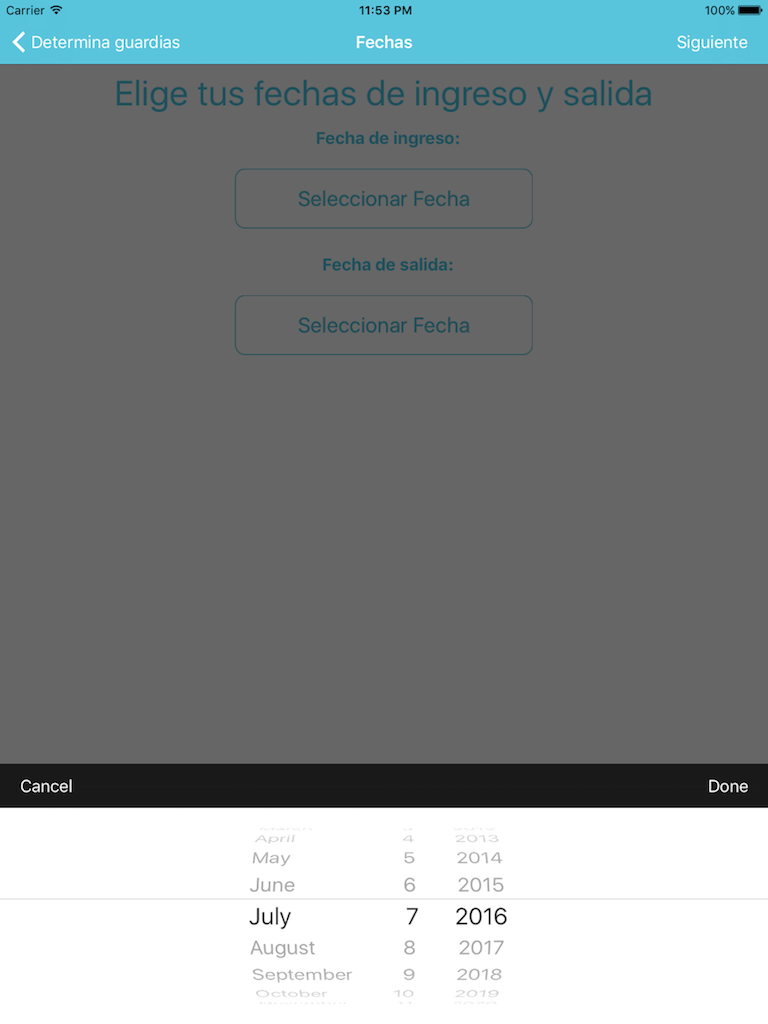 Carrier 11:53 PM 100%
Determina guardias Fechas Siguiente
Elige tus fechas de ingreso y salida
Fecha de ingreso:
Seleccionar Fecha
Fecha de salida:
Seleccionar Fecha
Cancel Done
April 4 2013
May 5 2014
June 6 2015
July 7 2016
August 8 2017
September 9 2018
October 10 2019